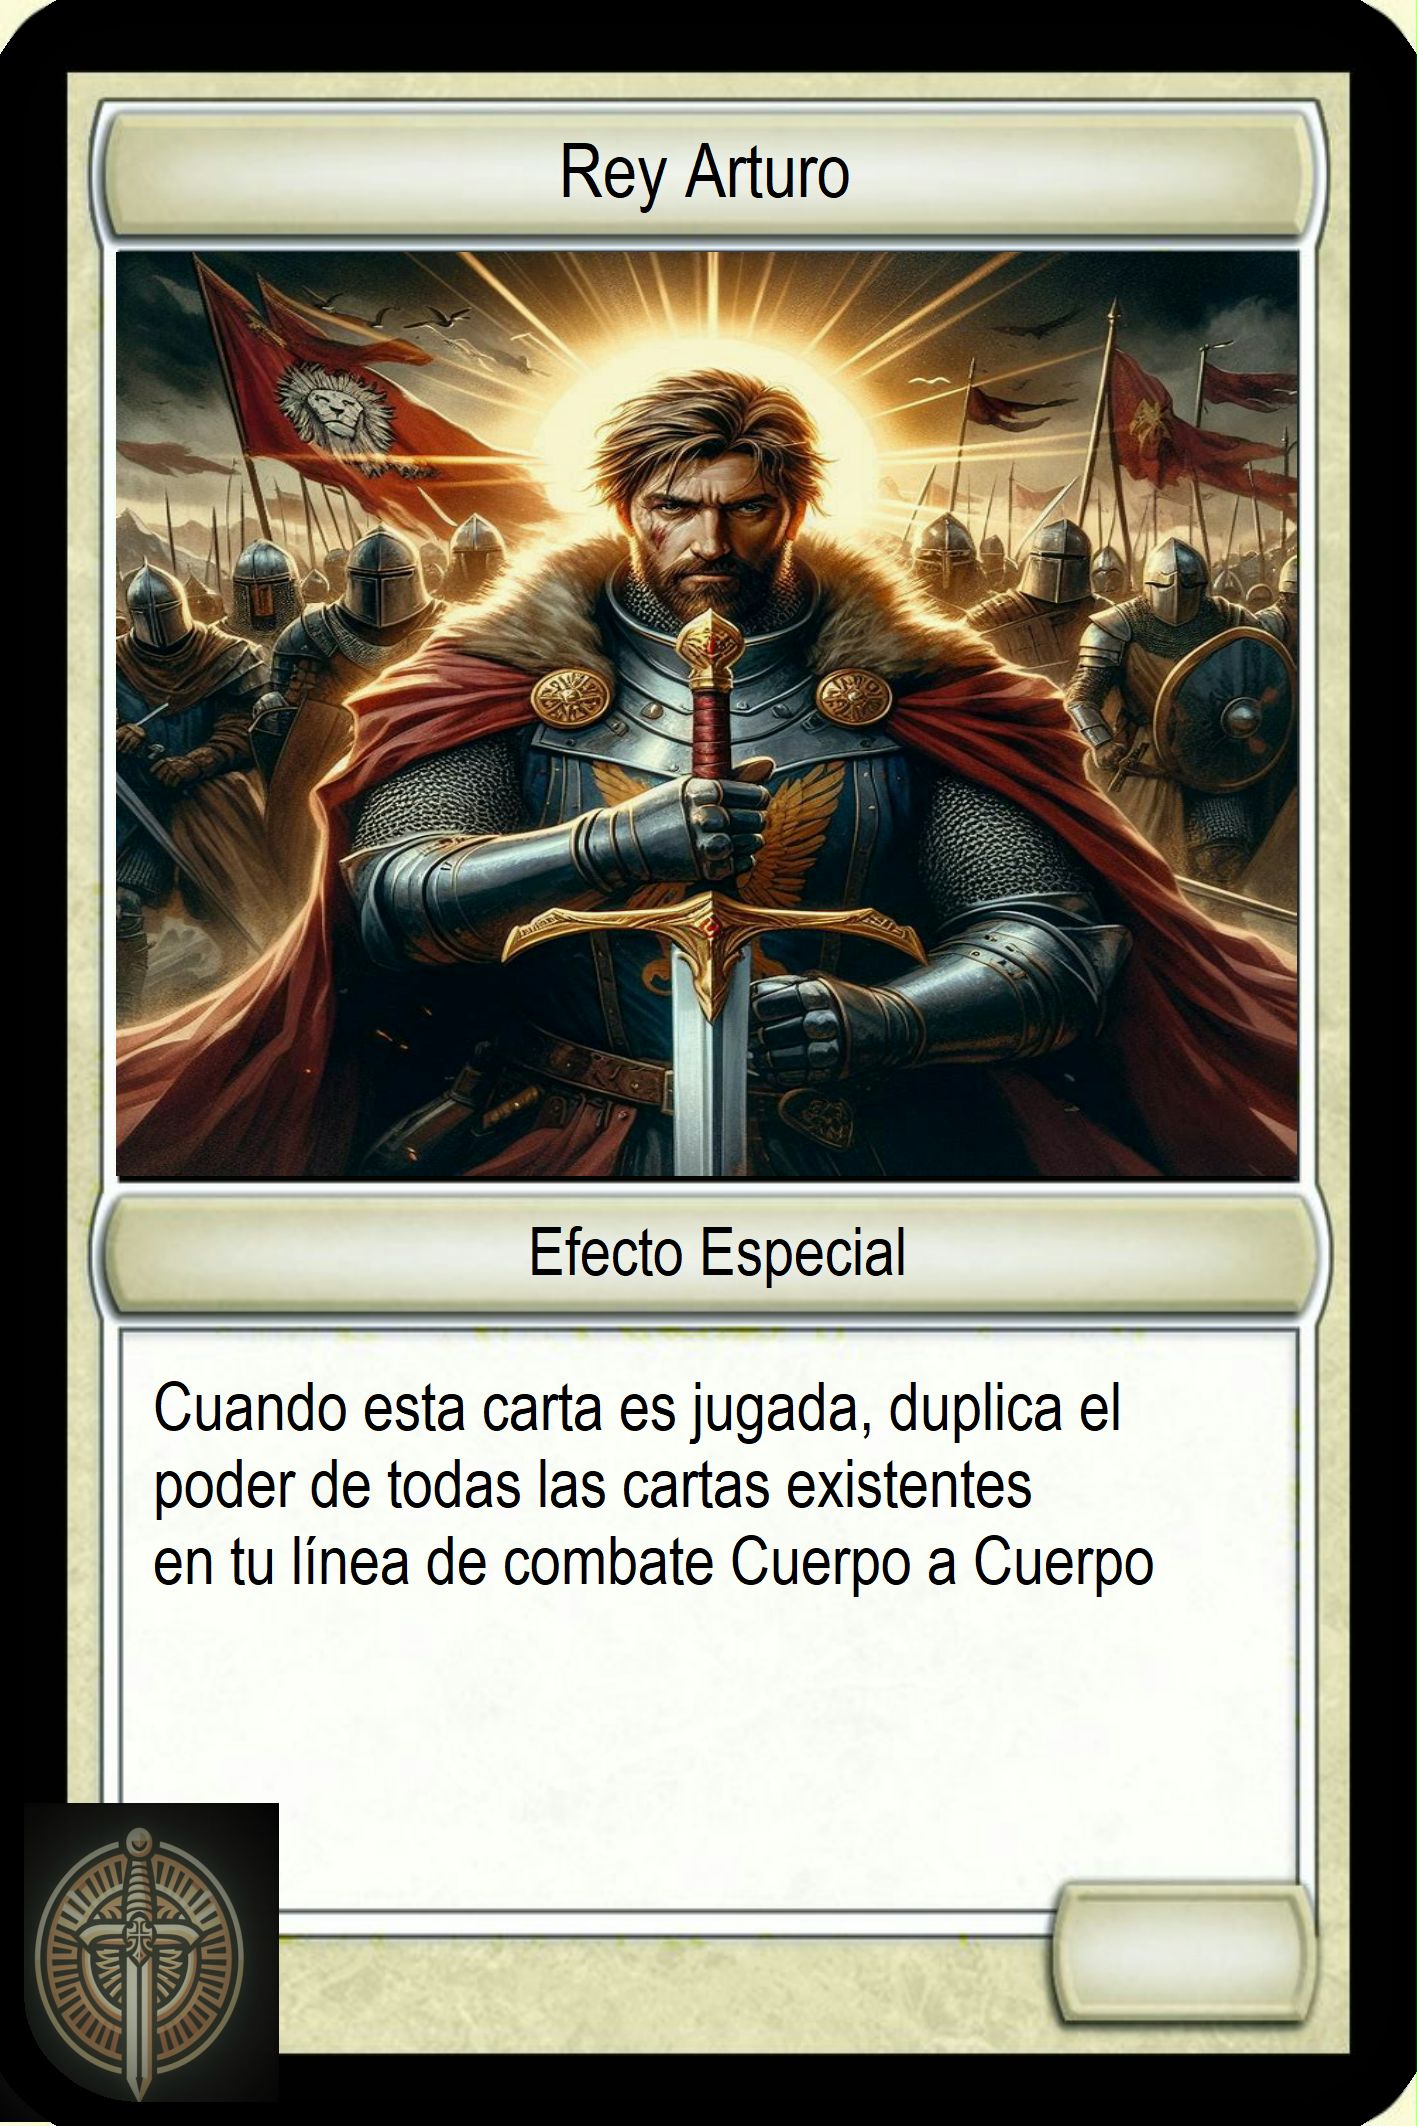 Rey Arturo
Efecto Especial
Cuando esta carta es jugada, duplica el
poder de todas las cartas existentes
en tu línea de combate Cuerpo a Cuerpo